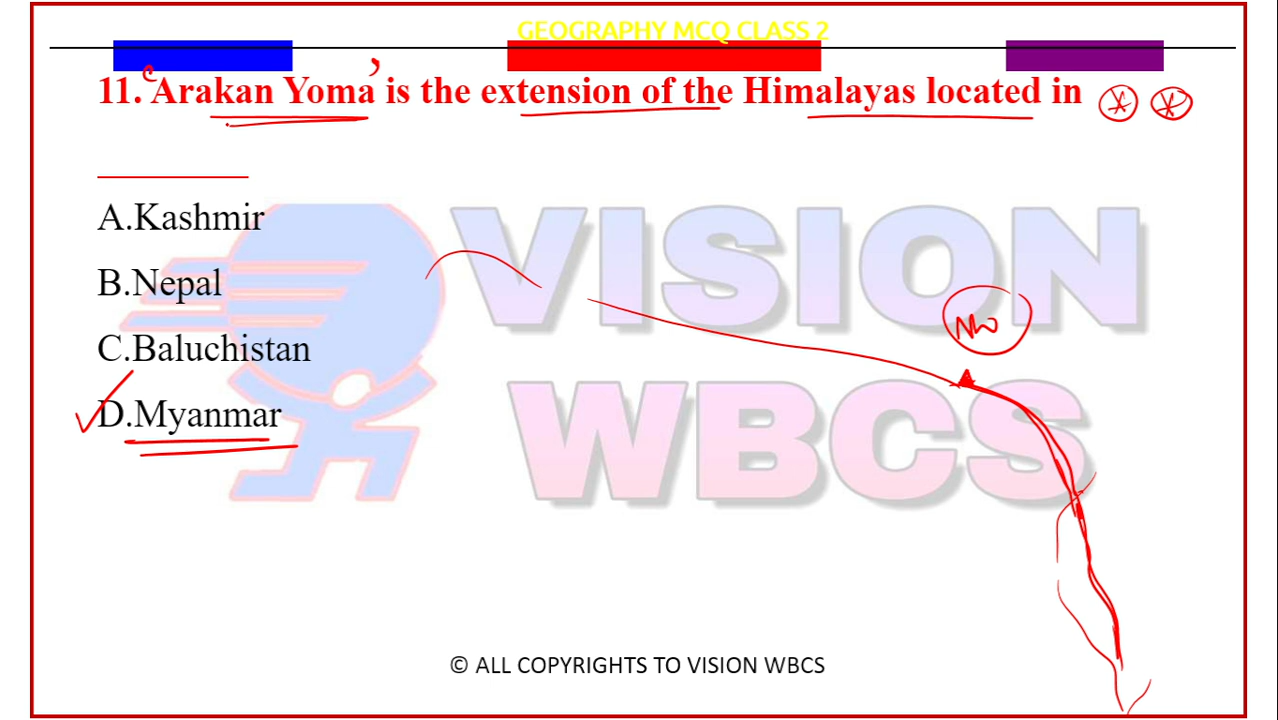 GEOGRAPHY MCQ CLASS 2
11. 'Arakan Yoma' is the extension of the Himalayas located in
________
A.Kashmir
B.Nepal
C.Baluchistan
D.Myanmar
VISION
WBCS
© ALL COPYRIGHTS TO VISION WBCS